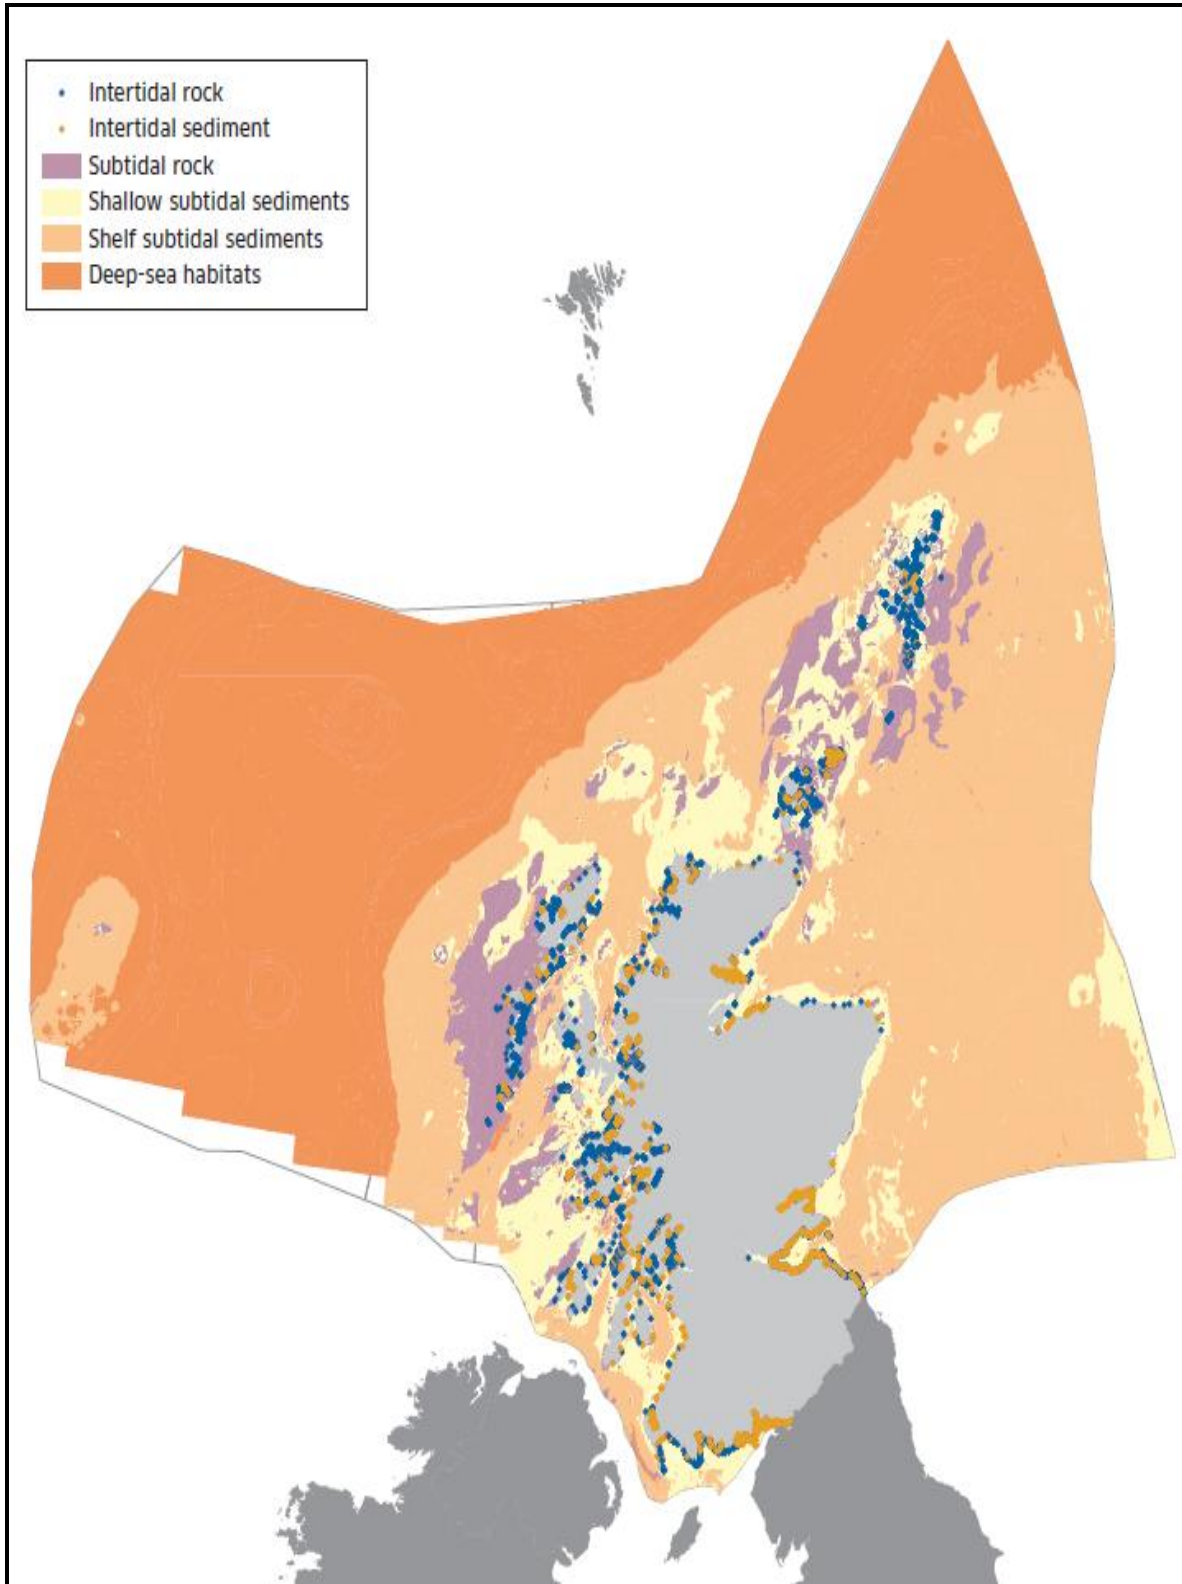 Intertidal rock
Intertidal sediment
Subtidal rock
Shallow subtidal sediments
Shelf subtidal sediments
Deep-sea habitats